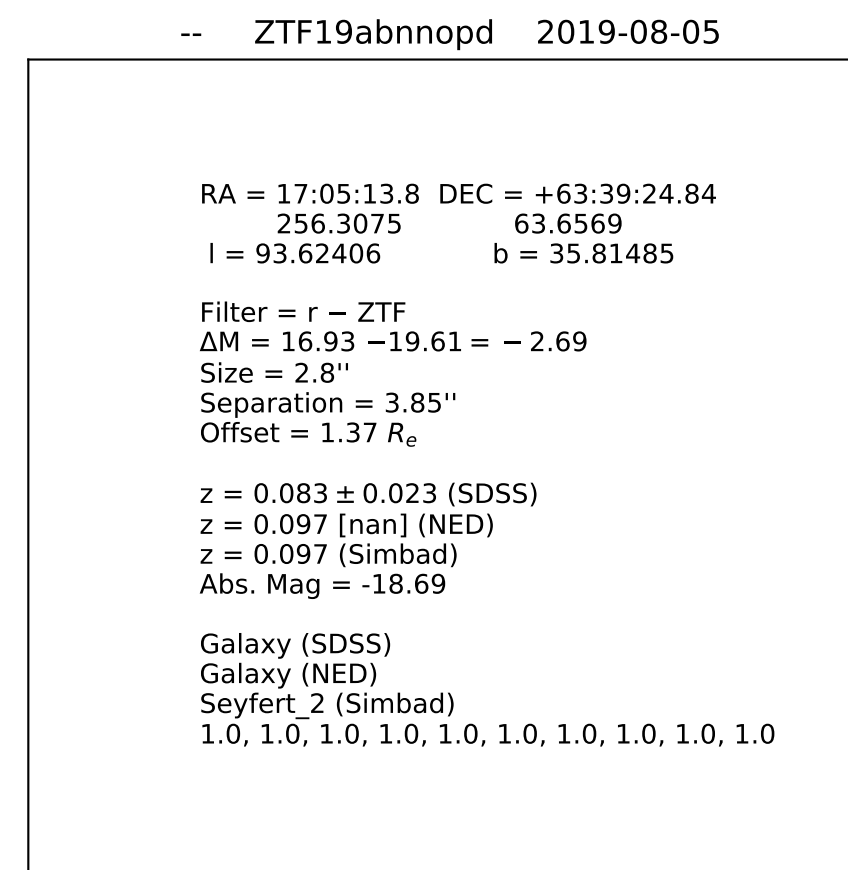 -- ZTF19abnnopd 2019-08-05
RA = 17:05:13.8 DEC = +63:39:24.84
256.3075 63.6569
l = 93.62406 b = 35.81485
Filter = r − ZTF
ΔM = 16.93 −19.61 = − 2.69
Size = 2.8''
Separation = 3.85''
Offset = 1.37 Rₑ
z = 0.083 ± 0.023 (SDSS)
z = 0.097 [nan] (NED)
z = 0.097 (Simbad)
Abs. Mag = -18.69
Galaxy (SDSS)
Galaxy (NED)
Seyfert_2 (Simbad)
1.0, 1.0, 1.0, 1.0, 1.0, 1.0, 1.0, 1.0, 1.0, 1.0